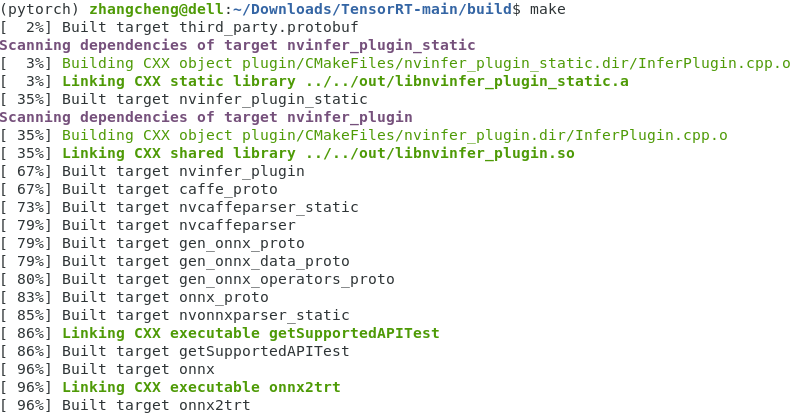 (pytorch) zhangcheng@dell:~/Downloads/TensorRT-main/build$ make
[  2%] Built target third_party.protobuf
Scanning dependencies of target nvinfer_plugin_static
[  3%] Building CXX object plugin/CMakeFiles/nvinfer_plugin_static.dir/InferPlugin.cpp.o
[  3%] Linking CXX static library ../../out/libnvinfer_plugin_static.a
[ 35%] Built target nvinfer_plugin_static
Scanning dependencies of target nvinfer_plugin
[ 35%] Building CXX object plugin/CMakeFiles/nvinfer_plugin.dir/InferPlugin.cpp.o
[ 35%] Linking CXX shared library ../../out/libnvinfer_plugin.so
[ 67%] Built target nvinfer_plugin
[ 67%] Built target caffe_proto
[ 73%] Built target nvcaffeparser_static
[ 79%] Built target nvcaffeparser
[ 79%] Built target gen_onnx_proto
[ 79%] Built target gen_onnx_data_proto
[ 80%] Built target gen_onnx_operators_proto
[ 83%] Built target onnx_proto
[ 85%] Built target nvonnxparser_static
[ 86%] Linking CXX executable getSupportedAPITest
[ 86%] Built target getSupportedAPITest
[ 96%] Built target onnx
[ 96%] Linking CXX executable onnx2trt
[ 96%] Built target onnx2trt